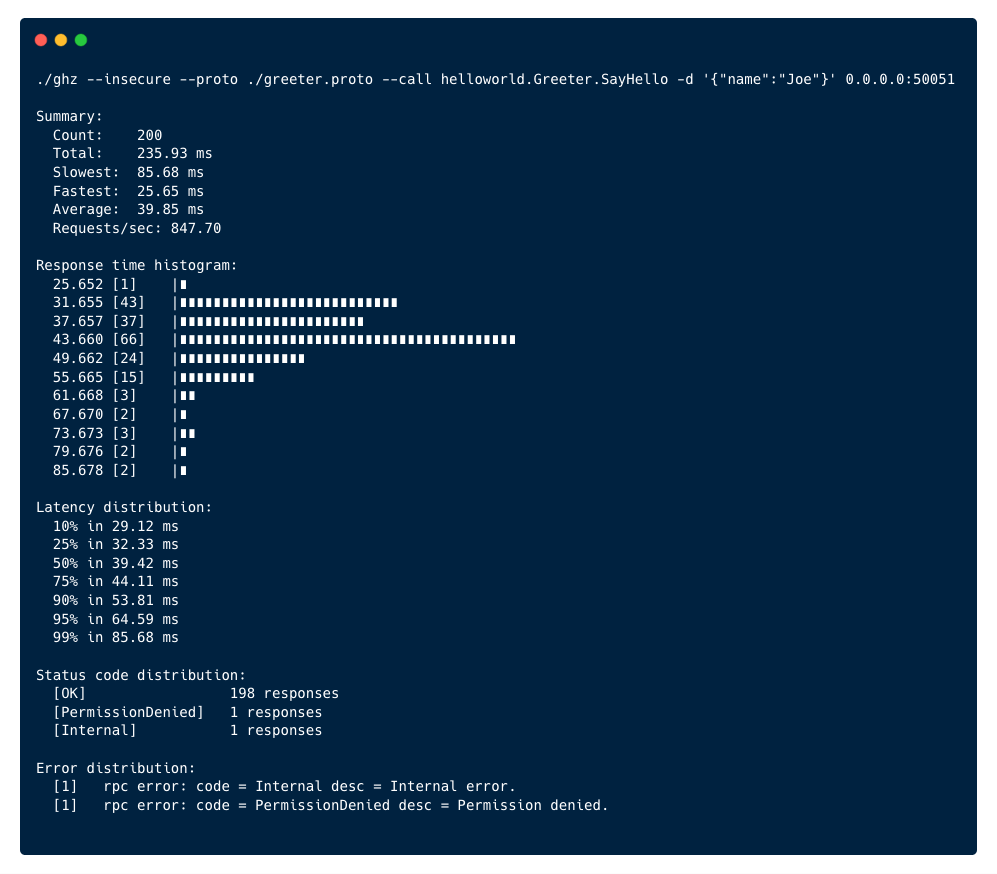 ./ghz --insecure --proto ./greeter.proto --call helloworld.Greeter.SayHello -d '{"name":"Joe"}' 0.0.0.0:50051
Summary:
Count: 200
Total: 235.93 ms
Slowest: 85.68 ms
Fastest: 25.65 ms
Average: 39.85 ms
Requests/sec: 847.70
Response time histogram:
25.652 [1] |∎
31.655 [43] |∎∎∎∎∎∎∎∎∎∎∎∎∎∎∎∎∎∎∎∎∎∎∎∎∎∎
37.657 [37] |∎∎∎∎∎∎∎∎∎∎∎∎∎∎∎∎∎∎∎∎∎∎
43.660 [66] |∎∎∎∎∎∎∎∎∎∎∎∎∎∎∎∎∎∎∎∎∎∎∎∎∎∎∎∎∎∎∎∎∎∎∎∎∎∎∎∎
49.662 [24] |∎∎∎∎∎∎∎∎∎∎∎∎∎∎∎
55.665 [15] |∎∎∎∎∎∎∎∎∎
61.668 [3] |∎∎
67.670 [2] |∎
73.673 [3] |∎∎
79.676 [2] |∎
85.678 [2] |∎
Latency distribution:
10% in 29.12 ms
25% in 32.33 ms
50% in 39.42 ms
75% in 44.11 ms
90% in 53.81 ms
95% in 64.59 ms
99% in 85.68 ms
Status code distribution:
[OK] 198 responses
[PermissionDenied] 1 responses
[Internal] 1 responses
Error distribution:
[1] rpc error: code = Internal desc = Internal error.
[1] rpc error: code = PermissionDenied desc = Permission denied.